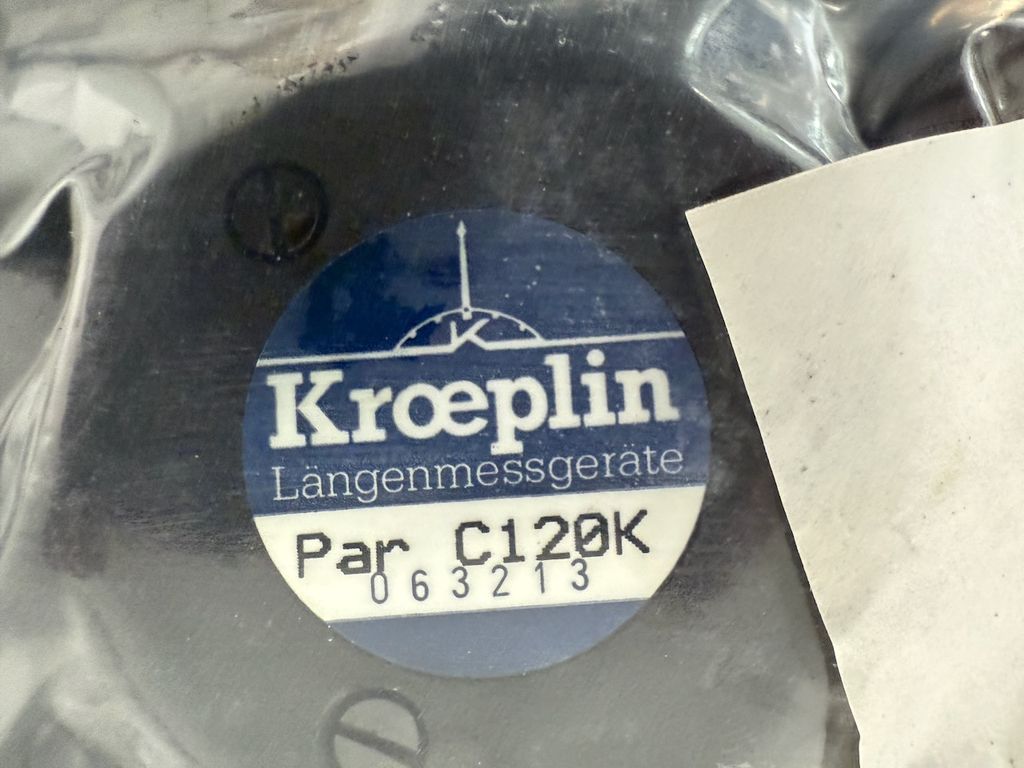 K
Krœplin
Längenmessgeräte
Par C120K
063213